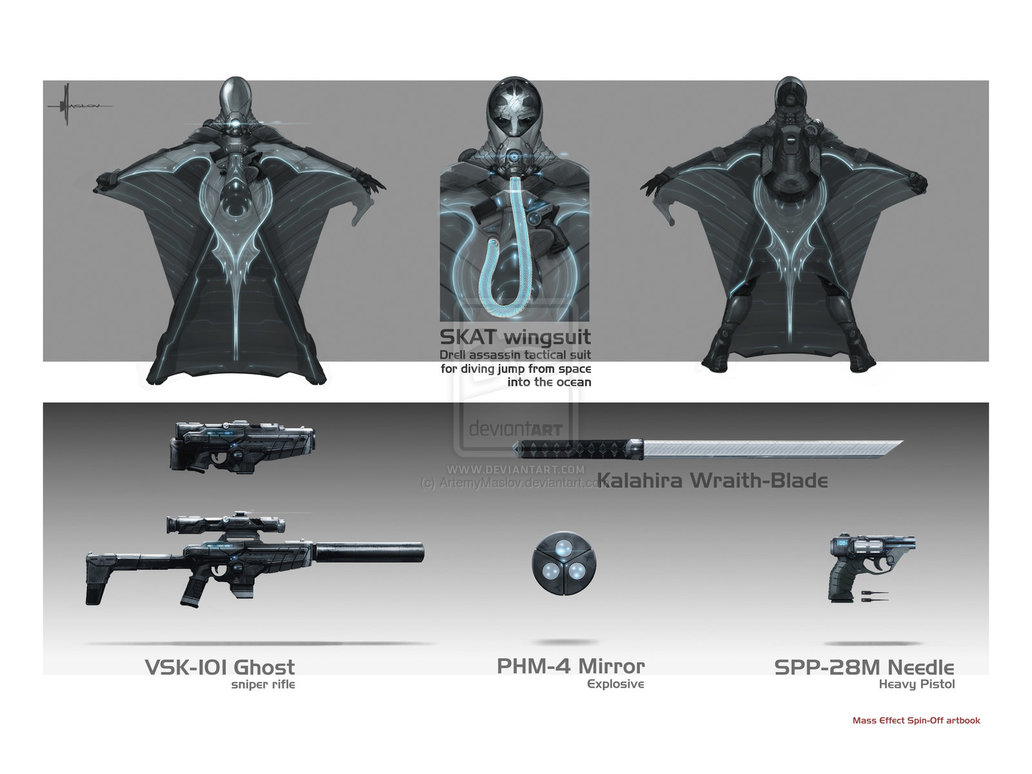 MASLOV
SKAT wingsuit
Drell assassin tactical suit
for diving jump from space
into the ocean
deviantART
WWW.DEVIANTART.COM
(c) ArtemyMaslov.deviantart.com
Kalahira Wraith-Blade
VSK-101 Ghost
sniper rifle
PHM-4 Mirror
Explosive
SPP-28M Needle
Heavy Pistol
Mass Effect Spin-Off artbook